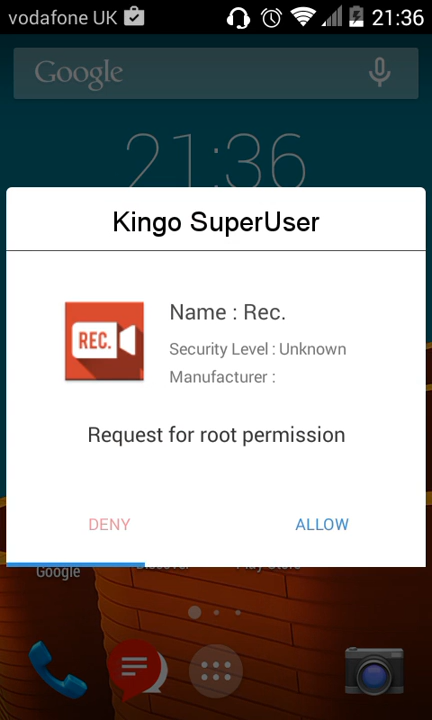 vodafone UK 21:36
Google
21:36
Kingo SuperUser
REC.
Name : Rec.
Security Level : Unknown
Manufacturer :
Request for root permission
DENY ALLOW
Google Discover Play Store